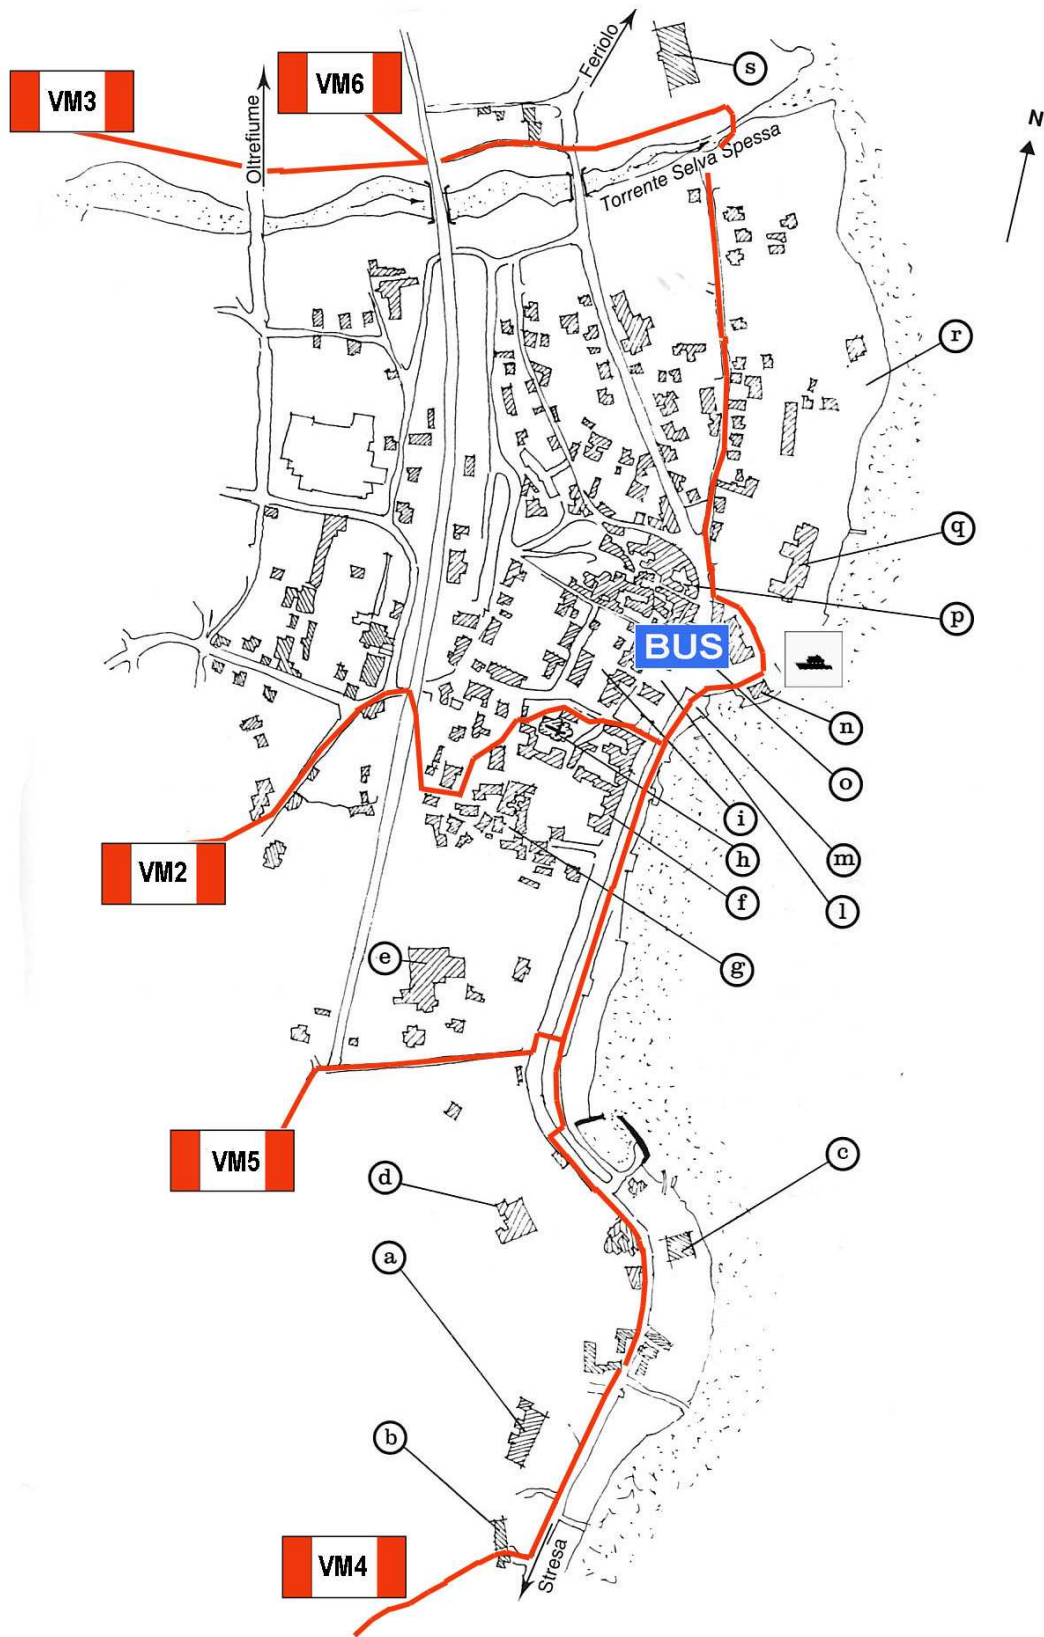 Feriolo
s
VM6
VM3
N
Oltrefiume
Torrente Selva Spessa
r
q
p
BUS
n
o
i
m
h
VM2
f
l
g
e
VM5
c
d
a
b
VM4
Stresa